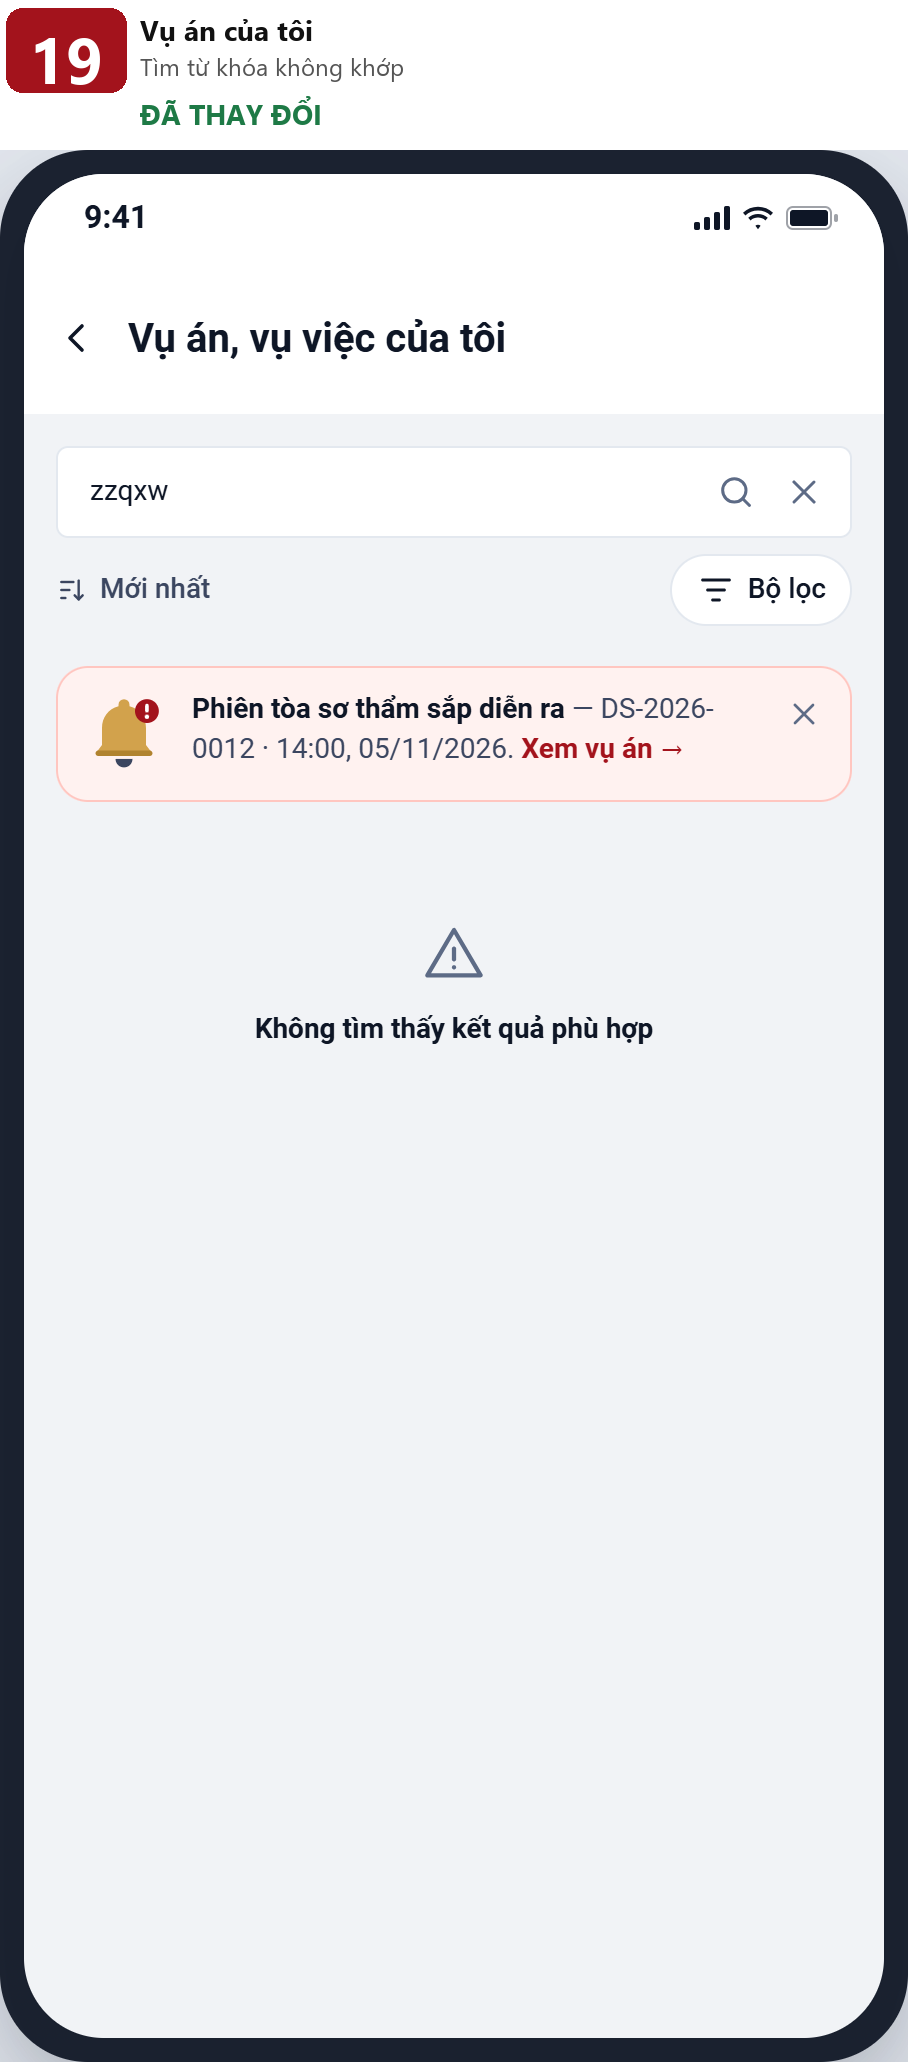 19
Vụ án của tôi
Tìm từ khóa không khớp
ĐÃ THAY ĐỔI
9:41
Vụ án, vụ việc của tôi
zzqxw
Mới nhất
Bộ lọc
Phiên tòa sơ thẩm sắp diễn ra — DS-2026-
0012 · 14:00, 05/11/2026. Xem vụ án →
Không tìm thấy kết quả phù hợp